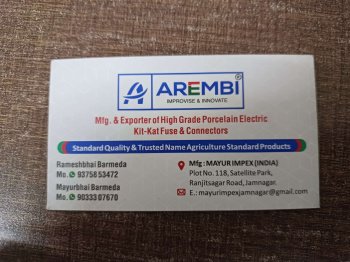 AREMBI®
IMPROVISE & INNOVATE
Mfg. & Exporter of High Grade Porcelain Electric
Kit-Kat Fuse & Connectors
Standard Quality & Trusted Name Agriculture Standard Products
Rameshbhai Barmeda
Mo. 93758 53472
Mayurbhai Barmeda
Mo. 90333 07670
Mfg : MAYUR IMPEX (INDIA)
Plot No. 118, Satellite Park,
Ranjitsagar Road, Jamnagar.
E.: mayurimpexjamnagar@gmail.com